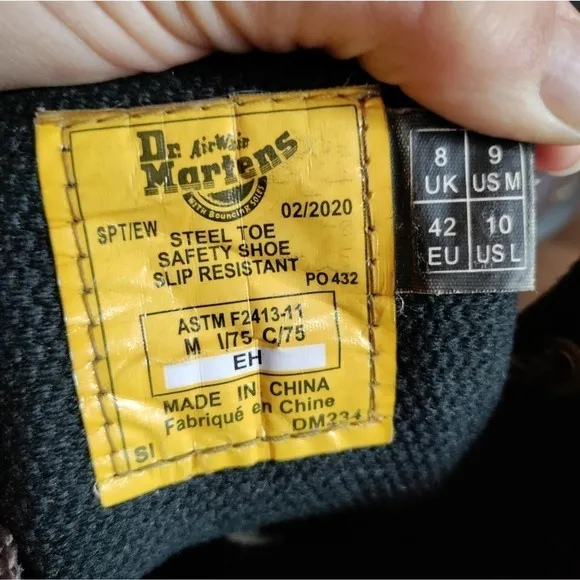 Dr. AirWair
Martens
WITH BOUNCING SOLES
02/2020
SPT/EW
STEEL TOE
SAFETY SHOE
SLIP RESISTANT
PO 432
ASTM F2413-11
M I/75 C/75
EH
MADE IN CHINA
Fabriqué en Chine
DM234
SI
8 UK
9 US M
42 EU
10 US L